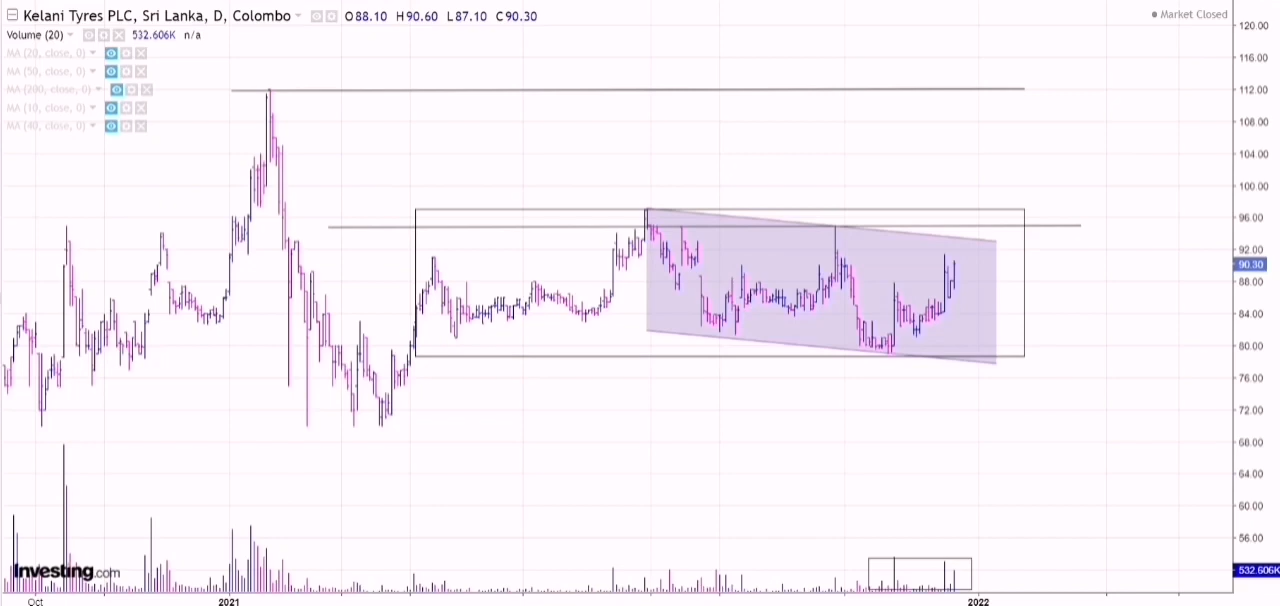 Kelani Tyres PLC, Sri Lanka, D, Colombo O88.10 H90.60 L87.10 C90.30
Market Closed
Volume (20) 532.606K n/a
MA (20, close, 0)
MA (50, close, 0)
MA (200, close, 0)
MA (10, close, 0)
MA (40, close, 0)
120.00
116.00
112.00
108.00
104.00
100.00
96.00
92.00
90.30
88.00
84.00
80.00
76.00
72.00
68.00
64.00
60.00
56.00
532.606K
Investing.com
Oct 2021 2022